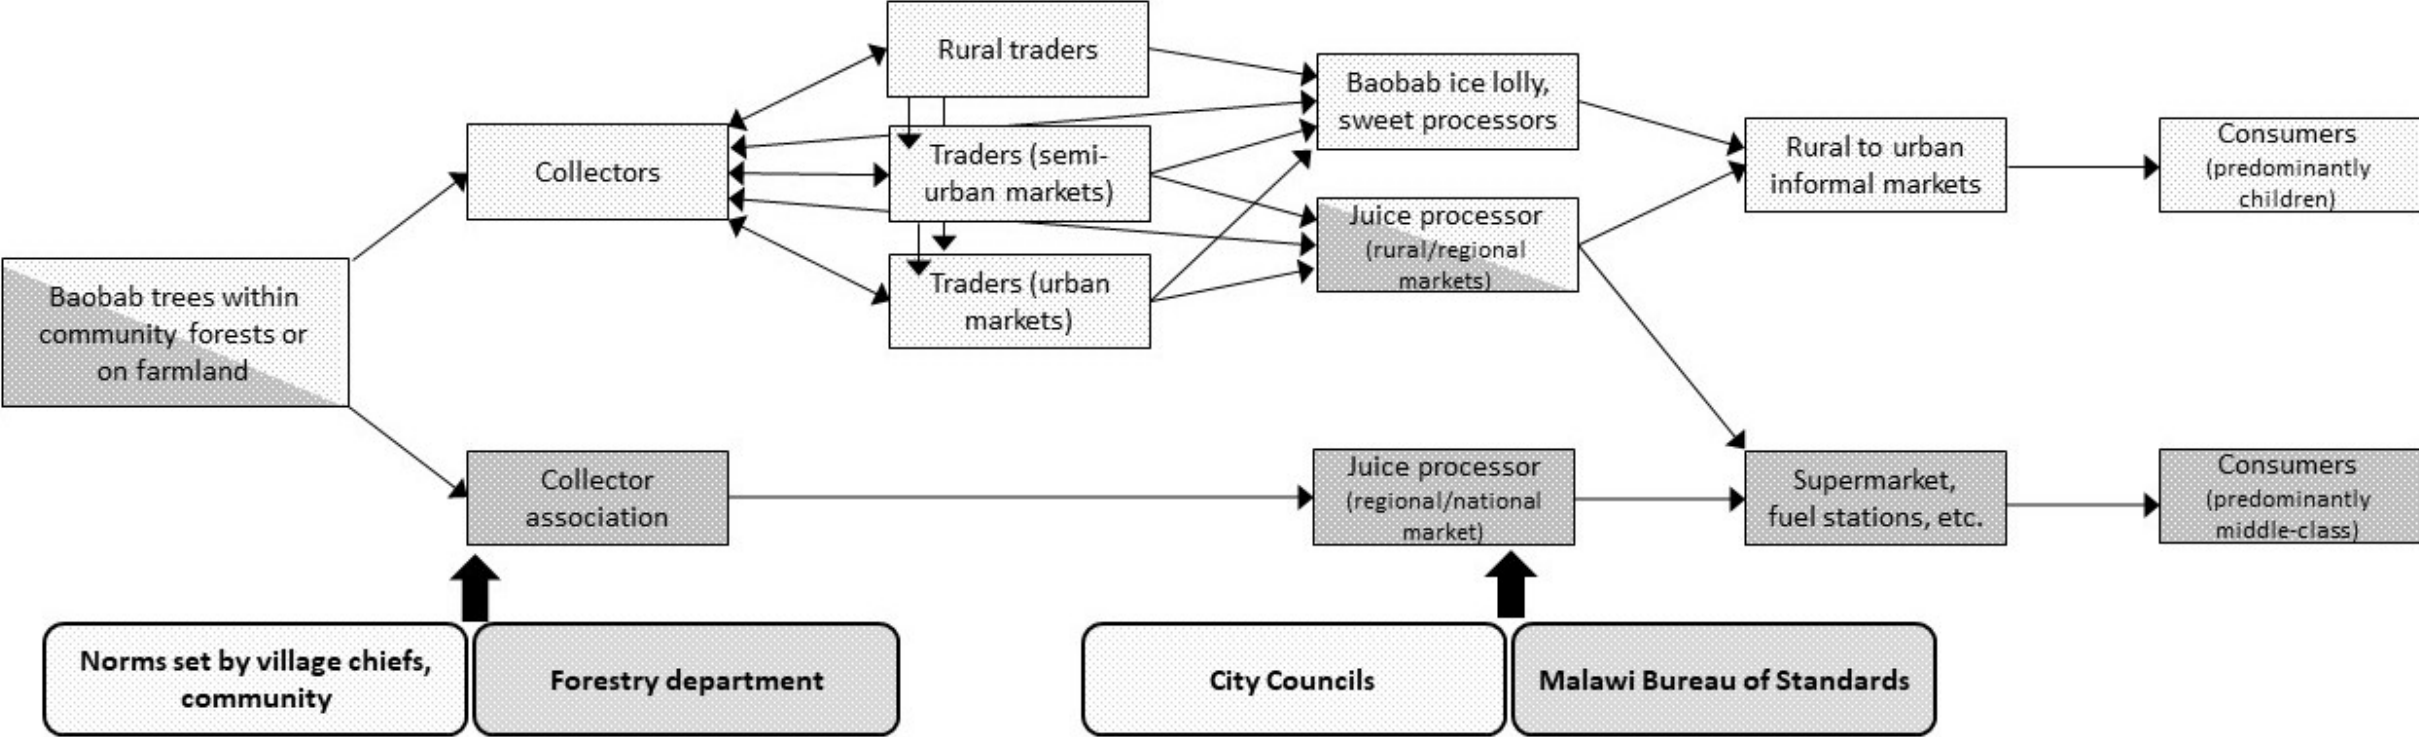 Rural traders
Baobab ice lolly,
sweet processors
Collectors
Traders (semi-
urban markets)
Rural to urban
informal markets
Consumers
(predominantly
children)
Juice processor
(rural/regional
markets)
Baobab trees within
community forests or
on farmland
Traders (urban
markets)
Collector
association
Juice processor
(regional/national
market)
Supermarket,
fuel stations, etc.
Consumers
(predominantly
middle-class)
Norms set by village chiefs,
community
Forestry department
City Councils
Malawi Bureau of Standards